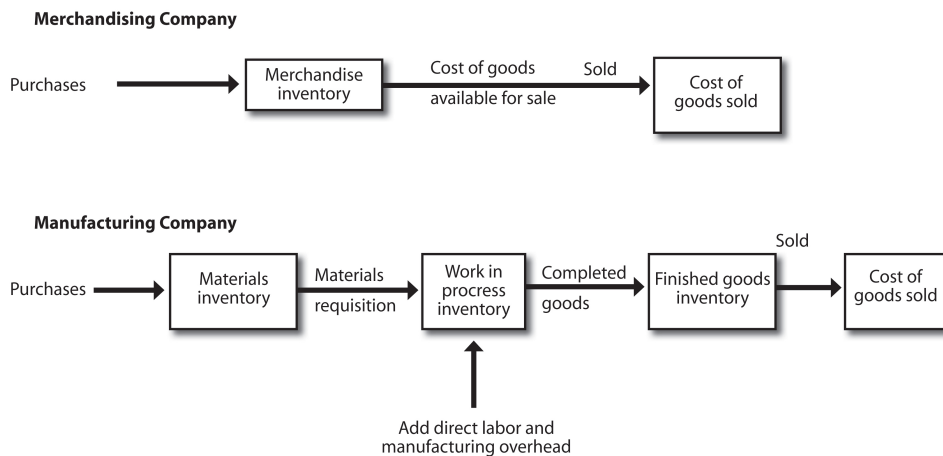 Merchandising Company
Purchases
Merchandise
inventory
Cost of goods
available for sale
Sold
Cost of
goods sold
Manufacturing Company
Purchases
Materials
inventory
Materials
requisition
Work in
procress
inventory
Completed
goods
Finished goods
inventory
Sold
Cost of
goods sold
Add direct labor and
manufacturing overhead